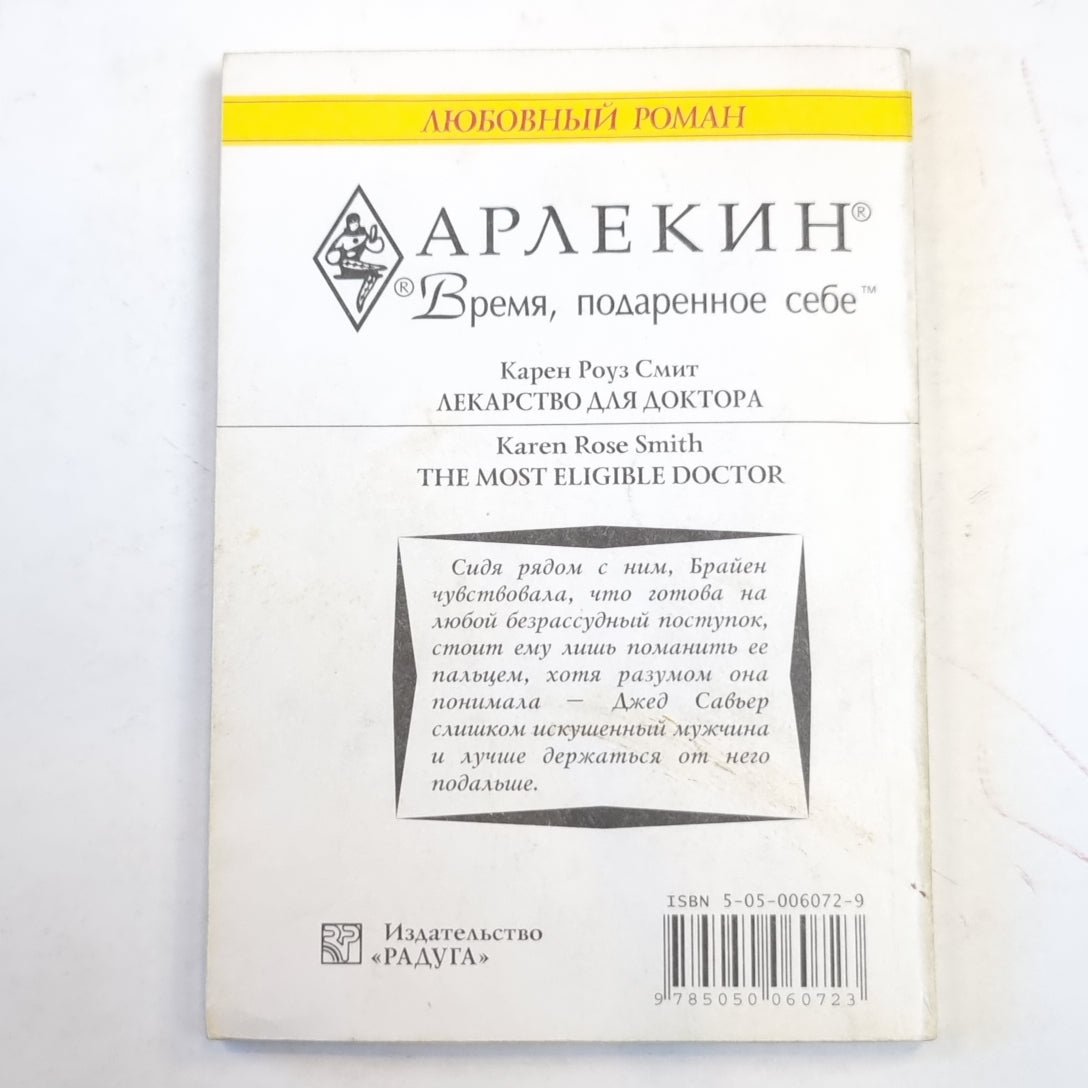 ЛЮБОВНЫЙ РОМАН
АРЛЕКИН®
® Время, подаренное себе™
Карен Роуз Смит
ЛЕКАРСТВО ДЛЯ ДОКТОРА
Karen Rose Smith
THE MOST ELIGIBLE DOCTOR
Сидя рядом с ним, Брайен
чувствовала, что готова на
любой безрассудный поступок,
стоит ему лишь поманить ее
пальцем, хотя разумом она
понимала — Джед Савьер
слишком искушенный мужчина
и лучше держаться от него
подальше.
ISBN 5-05-006072-9
Издательство
«РАДУГА»
9 785050 060723